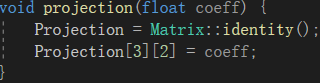 void projection(float coeff) {
Projection = Matrix::identity();
Projection[3][2] = coeff;
}